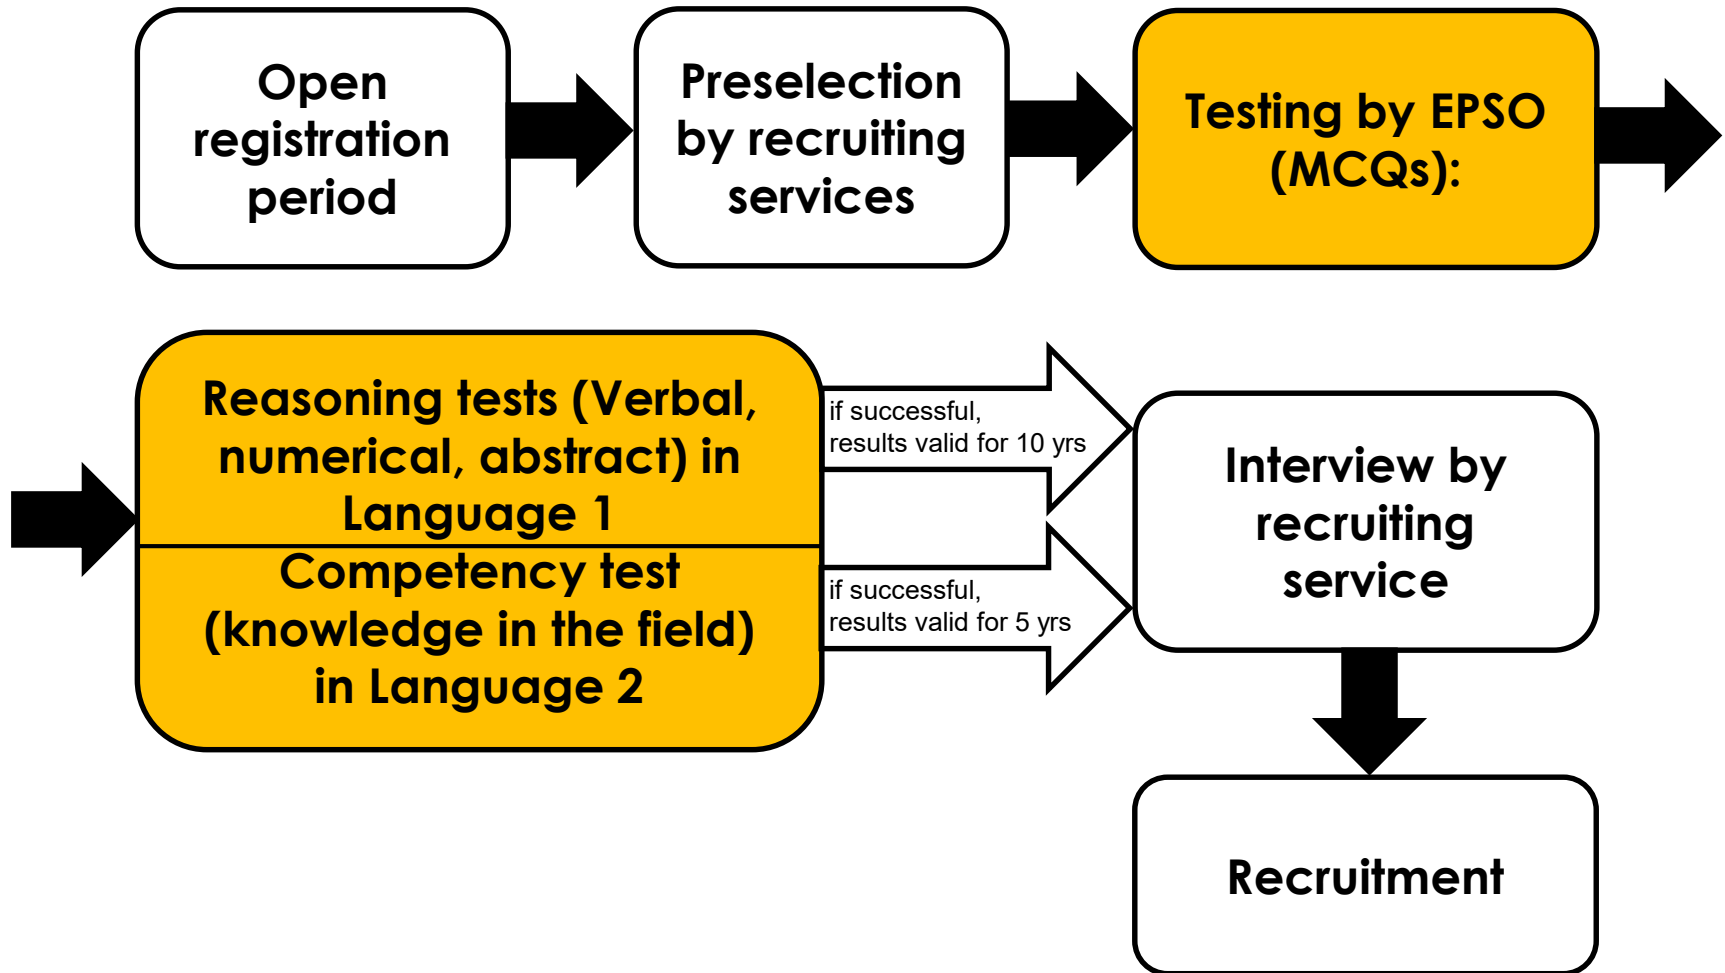 Open
registration
period
Preselection
by recruiting
services
Testing by EPSO
(MCQs):
Reasoning tests (Verbal,
numerical, abstract) in
Language 1
Competency test
(knowledge in the field)
in Language 2
if successful,
results valid for 10 yrs
if successful,
results valid for 5 yrs
Interview by
recruiting
service
Recruitment